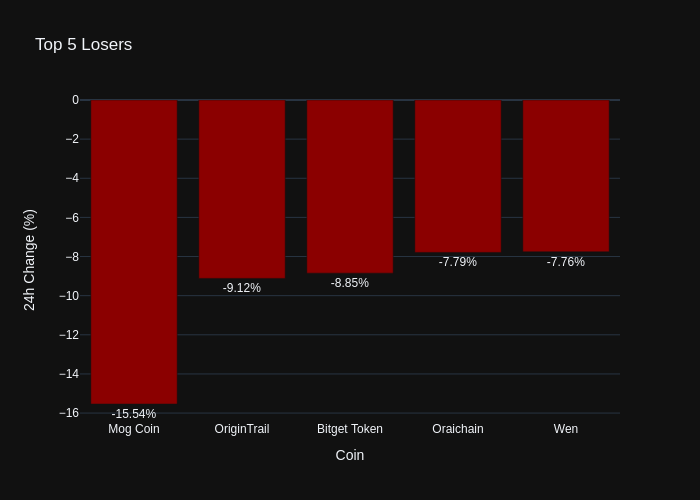 Top 5 Losers
24h Change (%)
0
−2
−4
−6
−8
−10
−12
−14
−16
-15.54%
-9.12%
-8.85%
-7.79%
-7.76%
Mog Coin
OriginTrail
Bitget Token
Oraichain
Wen
Coin